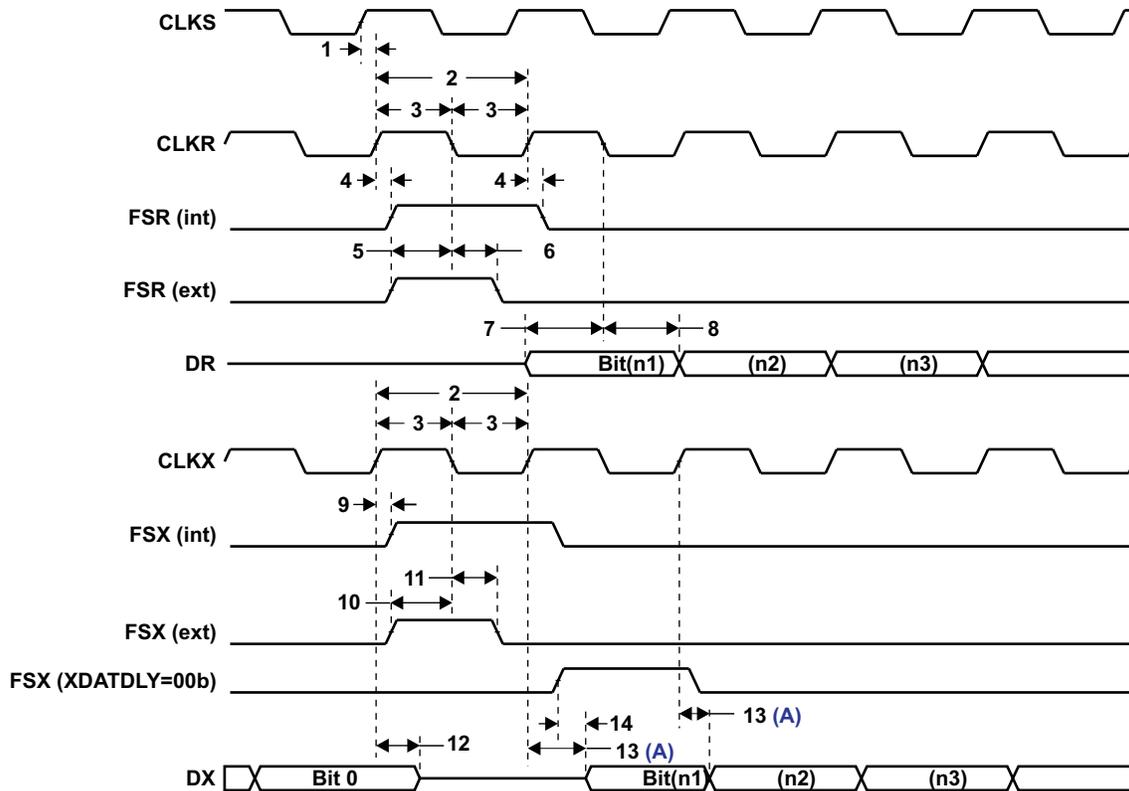 CLKS
1
2
3 3
CLKR
4 4
FSR (int)
5 6
FSR (ext)
7 8
DR Bit(n1) (n2) (n3)
2
3 3
CLKX
9
FSX (int)
11
10
FSX (ext)
FSX (XDATDLY=00b)
13 (A)
14
12 13 (A)
DX Bit 0 Bit(n1) (n2) (n3)